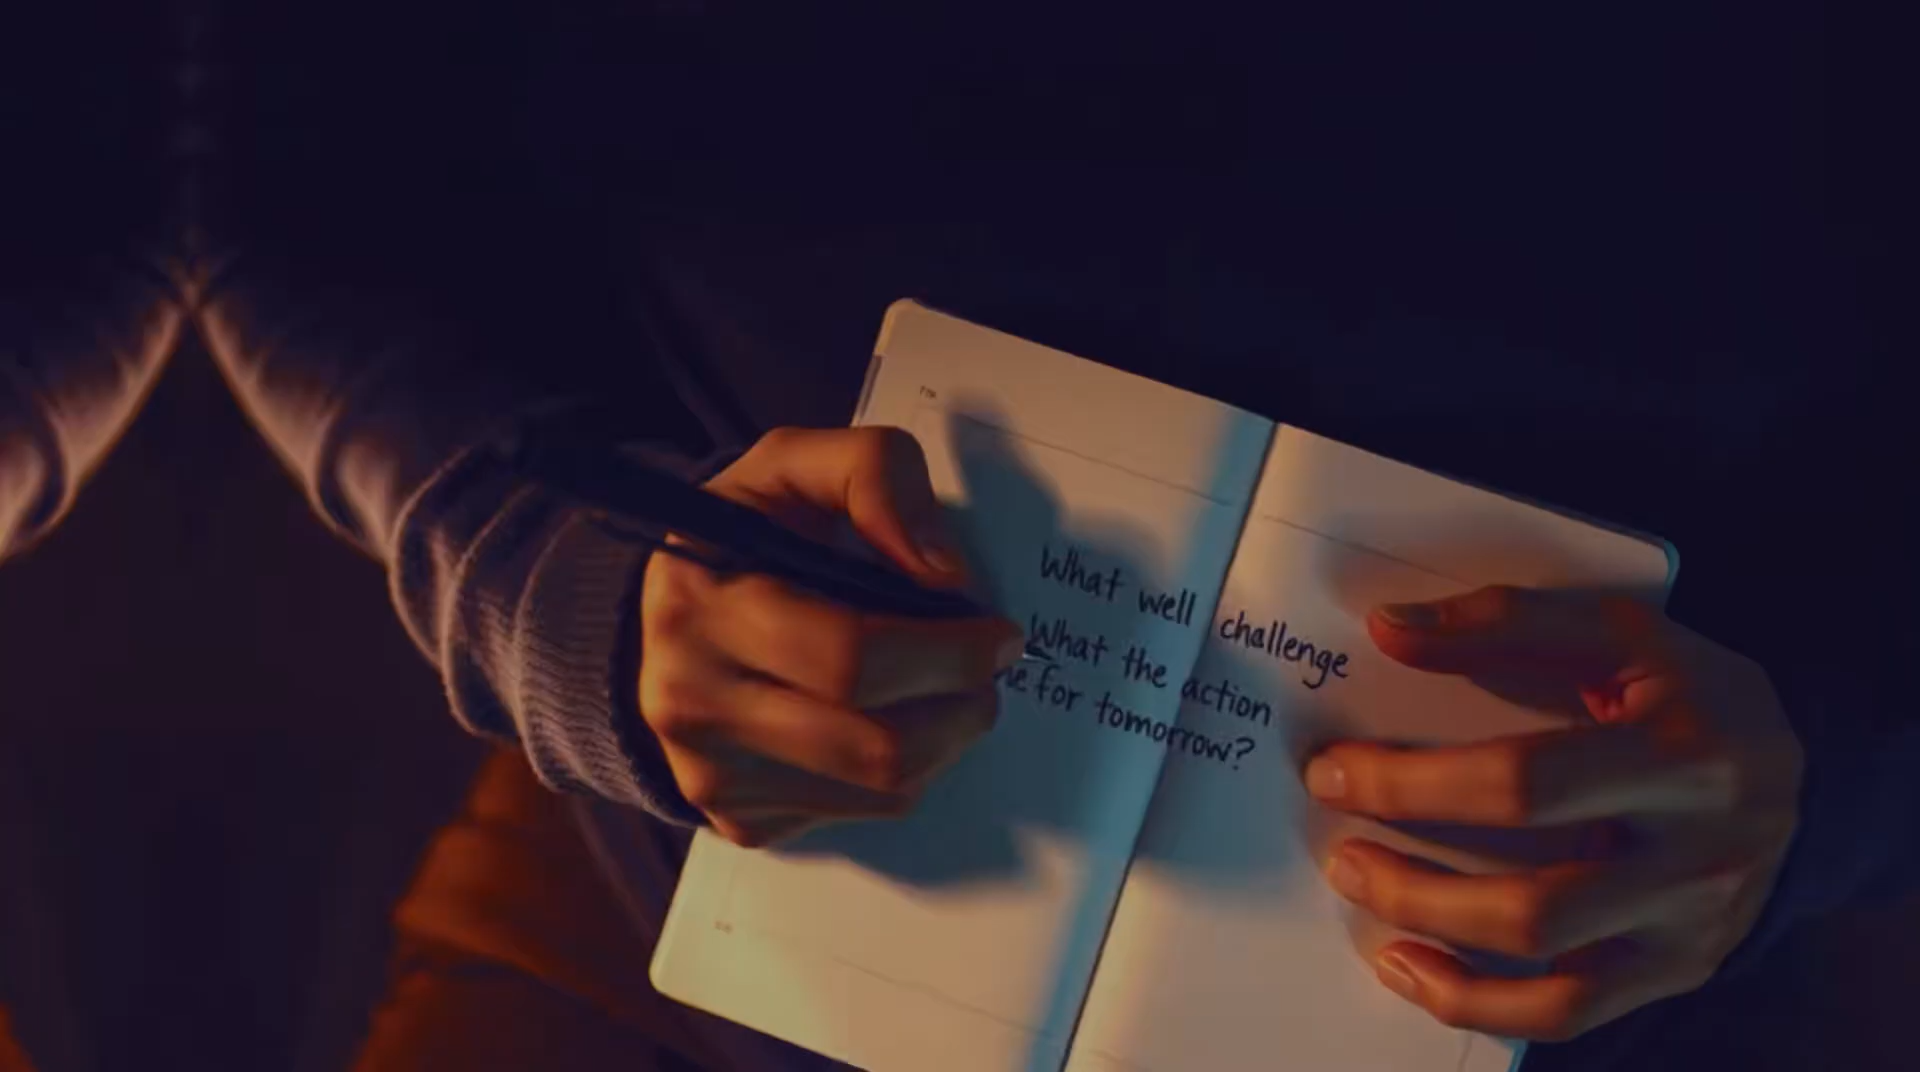 What well challenge
What the action
for tomorrow?